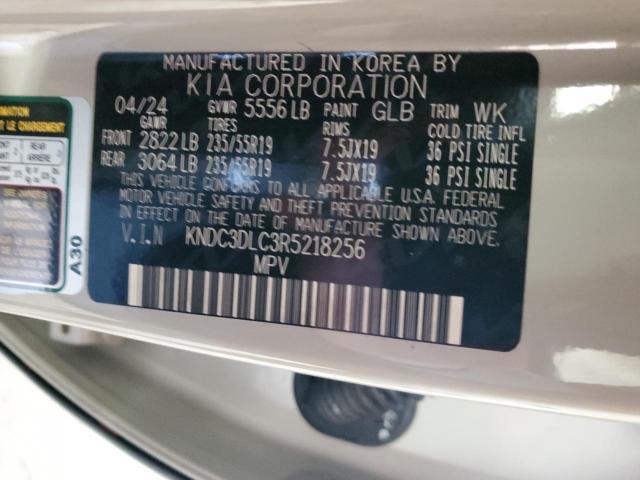 MANUFACTURED IN KOREA BY
KIA CORPORATION
04/24 GVWR 5556 LB PAINT GLB TRIM WK
GAWR TIRES RIMS COLD TIRE INFL
FRONT 2822 LB 235/55R19 7.5JX19 36 PSI SINGLE
REAR 3064 LB 235/55R19 7.5JX19 36 PSI SINGLE
THIS VEHICLE CONFORMS TO ALL APPLICABLE U.S.A. FEDERAL
MOTOR VEHICLE SAFETY AND THEFT PREVENTION STANDARDS
IN EFFECT ON THE DATE OF MANUFACTURE SHOWN ABOVE.
V.I.N KNDC3DLC3R5218256
MPV
LE CHARGEMENT
REAR
A30